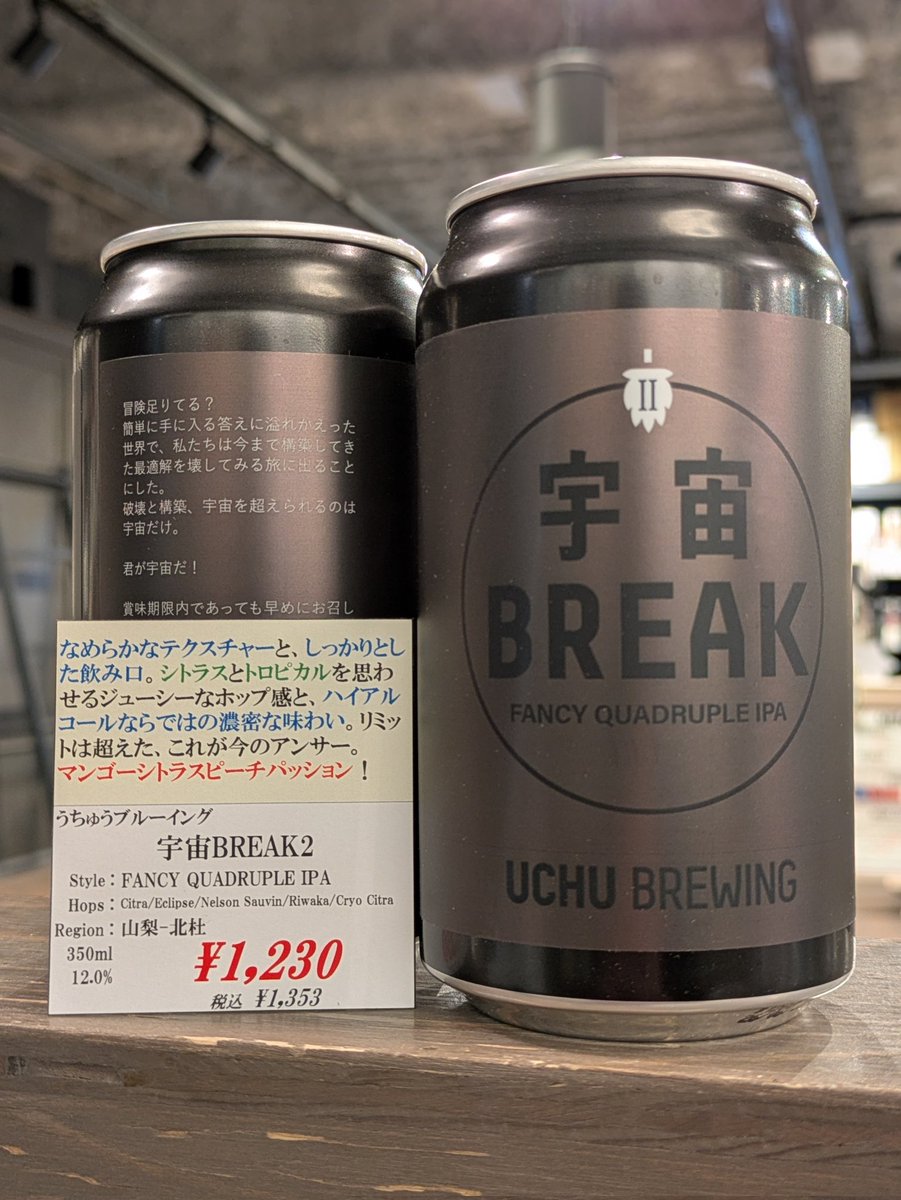 冒険足りてる？
簡単に手に入る答えに溢れかえった
世界で、私たちは今まで構築してき
た最適解を壊してみる旅に出ること
にした。
破壊と構築、宇宙を超えられるのは
宇宙だけ。
君が宇宙だ！
賞味期限内であっても早めにお召し
II
宇宙
BREAK
FANCY QUADRUPLE IPA
UCHU BREWING
なめらかなテクスチャーと、しっかりとし
た飲み口。シトラスとトロピカルを思わ
せるジューシーなホップ感と、ハイアル
コールならではの濃密な味わい。リミッ
トは超えた、これが今のアンサー。
マンゴーシトラスピーチパッション！
うちゅうブルーイング
宇宙BREAK2
Style：FANCY QUADRUPLE IPA
Hops：Citra/Eclipse/Nelson Sauvin/Riwaka/Cryo Citra
Region：山梨-北杜
350ml
12.0%
¥1,230
税込 ¥1,353